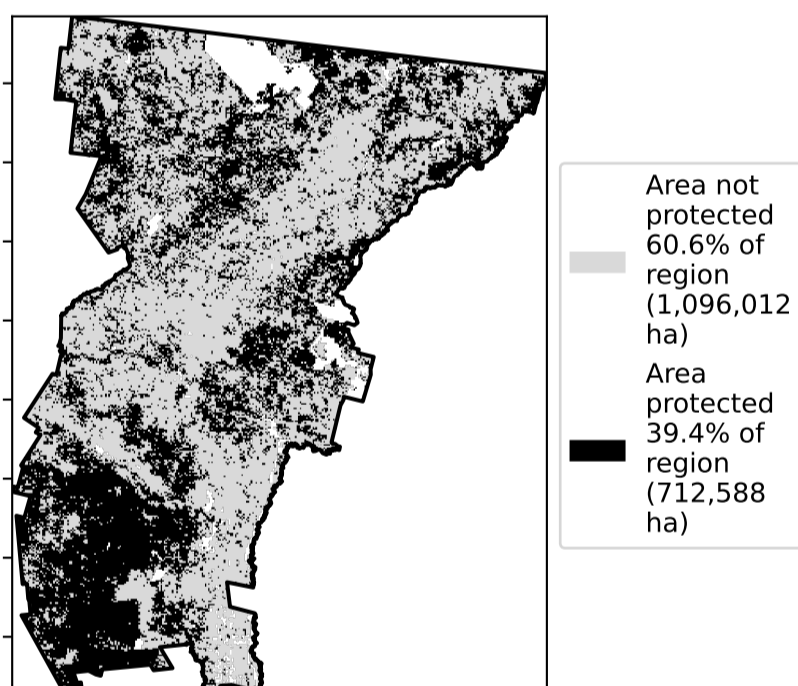 Area not
protected
60.6% of
region
(1,096,012
ha)
Area
protected
39.4% of
region
(712,588
ha)